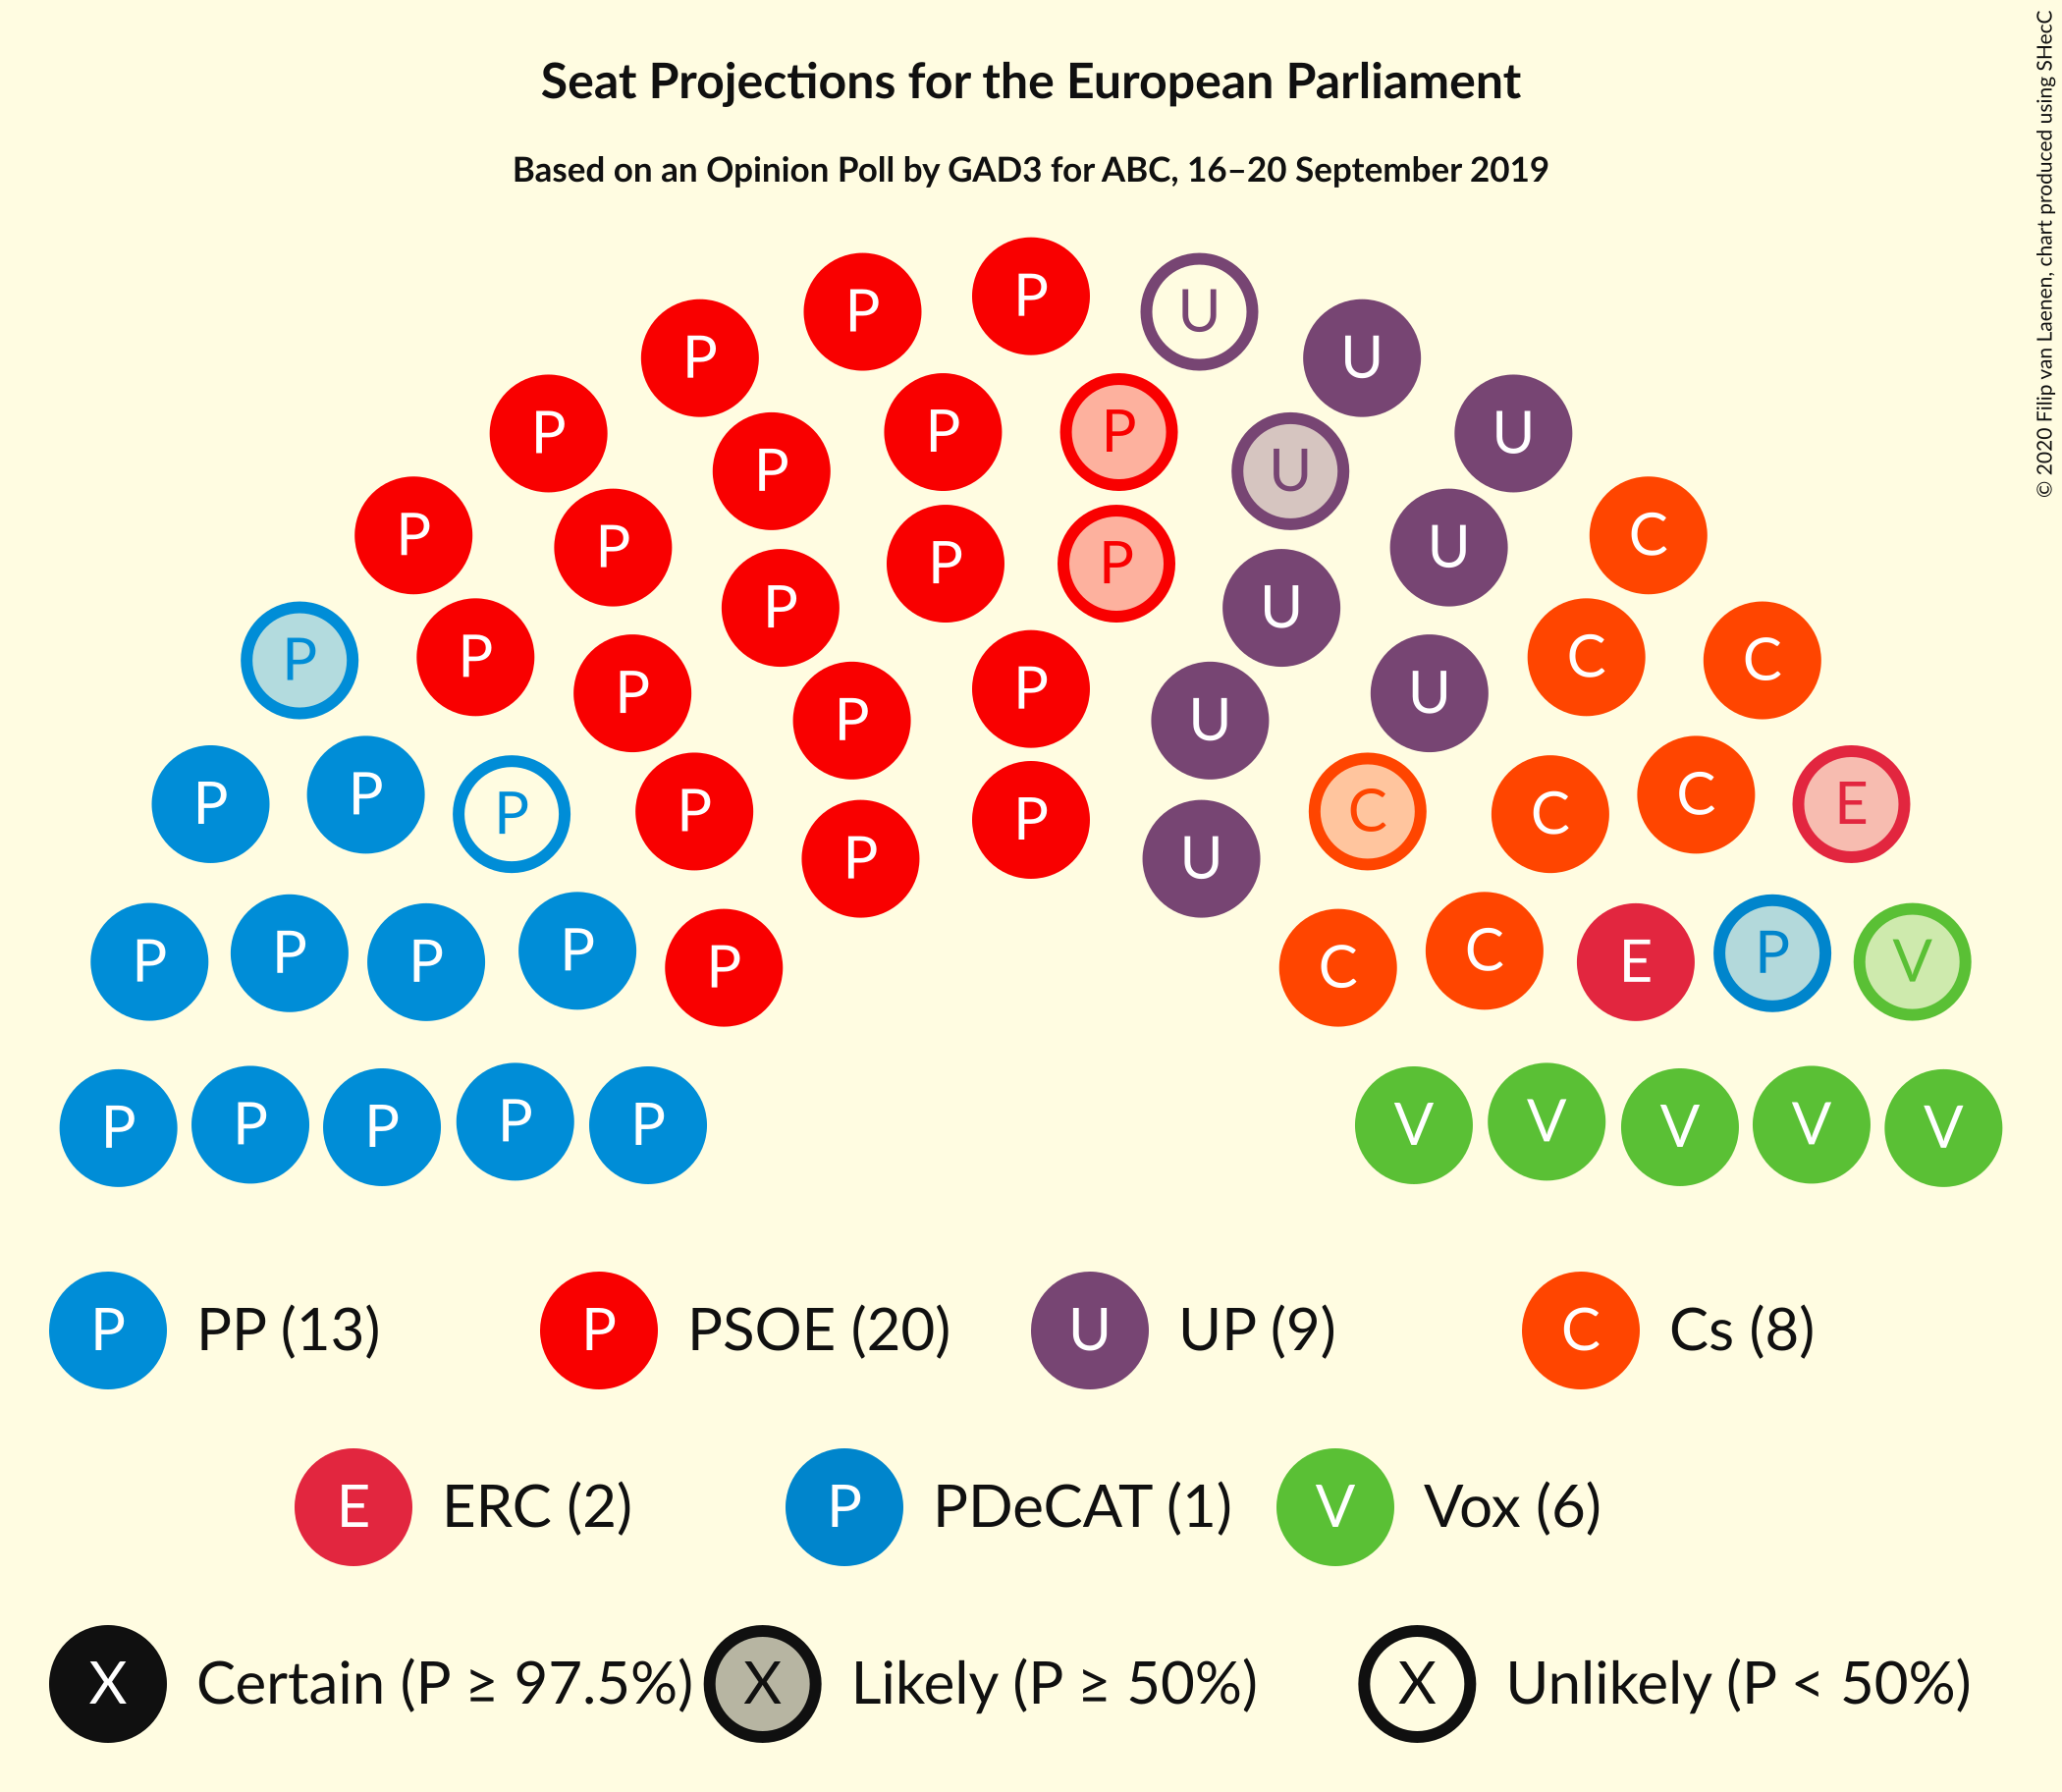 Seat Projections for the European Parliament
Based on an Opinion Poll by GAD3 for ABC, 16–20 September 2019
© 2020 Filip van Laenen, chart produced using SHecC
P P P U U
P P P P U U
P P P P P U U C
P P P P P U U C C
P P P P P P U C C C E
P P P P P P U C C E P V
P P P P P V V V V V
P PP (13) P PSOE (20) U UP (9) C Cs (8)
E ERC (2) P PDeCAT (1) V Vox (6)
X Certain (P ≥ 97.5%) X Likely (P ≥ 50%) X Unlikely (P < 50%)